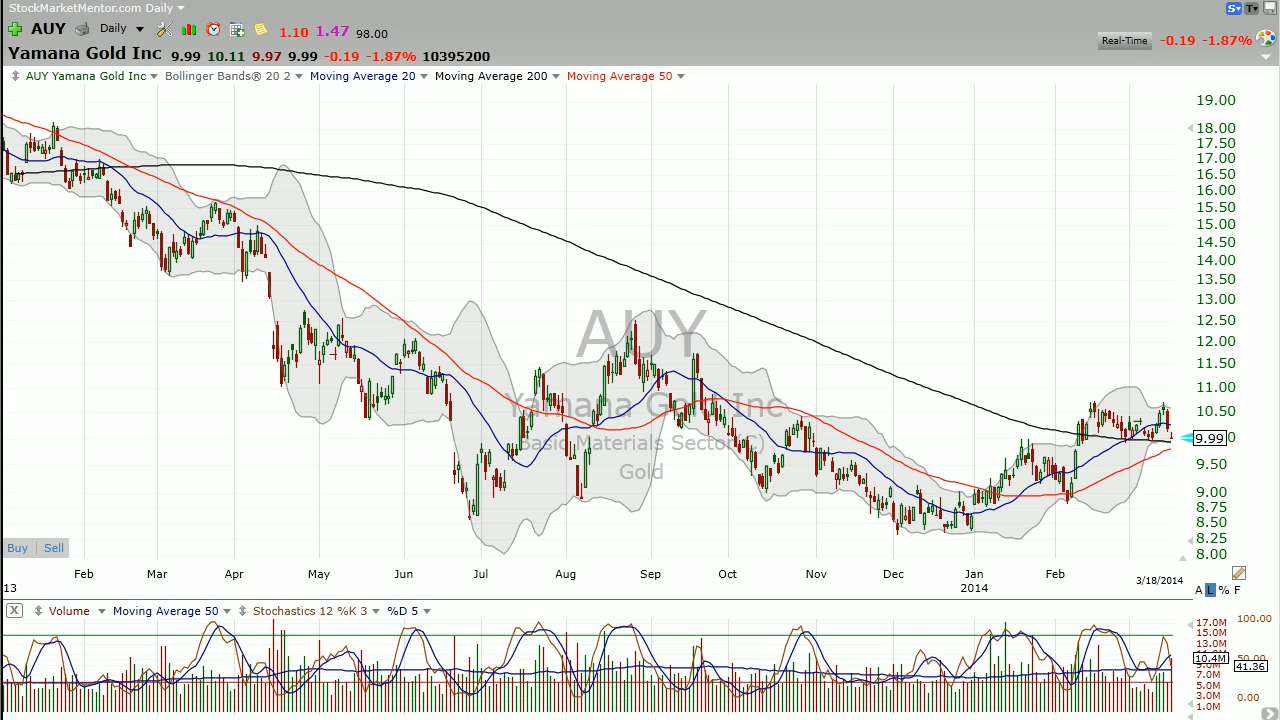 StockMarketMentor.com Daily
S T
AUY Daily 1.10 1.47 98.00
Real-Time -0.19 -1.87%
Yamana Gold Inc 9.99 10.11 9.97 9.99 -0.19 -1.87% 10395200
AUY Yamana Gold Inc Bollinger Bands® 20 2 Moving Average 20 Moving Average 200 Moving Average 50
19.00
18.00
17.50
17.00
16.50
16.00
15.50
15.00
14.50
14.00
13.50
13.00
12.50
12.00
11.50
11.00
10.50
9.99 0
9.50
9.00
8.75
8.50
8.25
8.00
AUY
Yamana Gold Inc
Basic Materials Sector
Gold
Buy Sell
Feb Mar Apr May Jun Jul Aug Sep Oct Nov Dec Jan Feb 3/18/2014
13 2014
A L % F
X Volume Moving Average 50 Stochastics 12 %K 3 %D 5
17.0M 100.00
15.0M
13.0M
10.4M 41.36
7.0M
5.0M
3.0M 0.00
1.0M